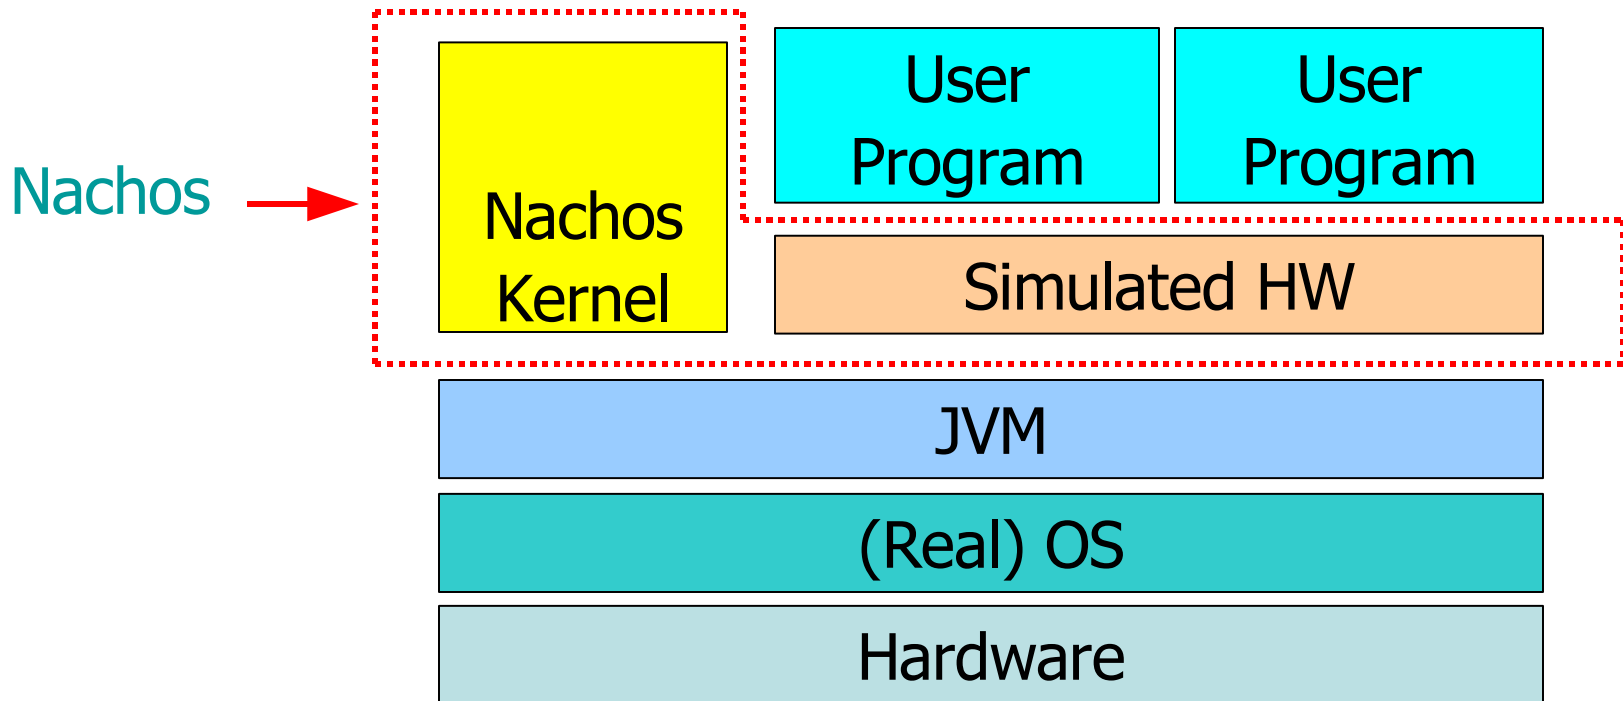 Nachos
Nachos
Kernel
User
Program
User
Program
Simulated HW
JVM
(Real) OS
Hardware